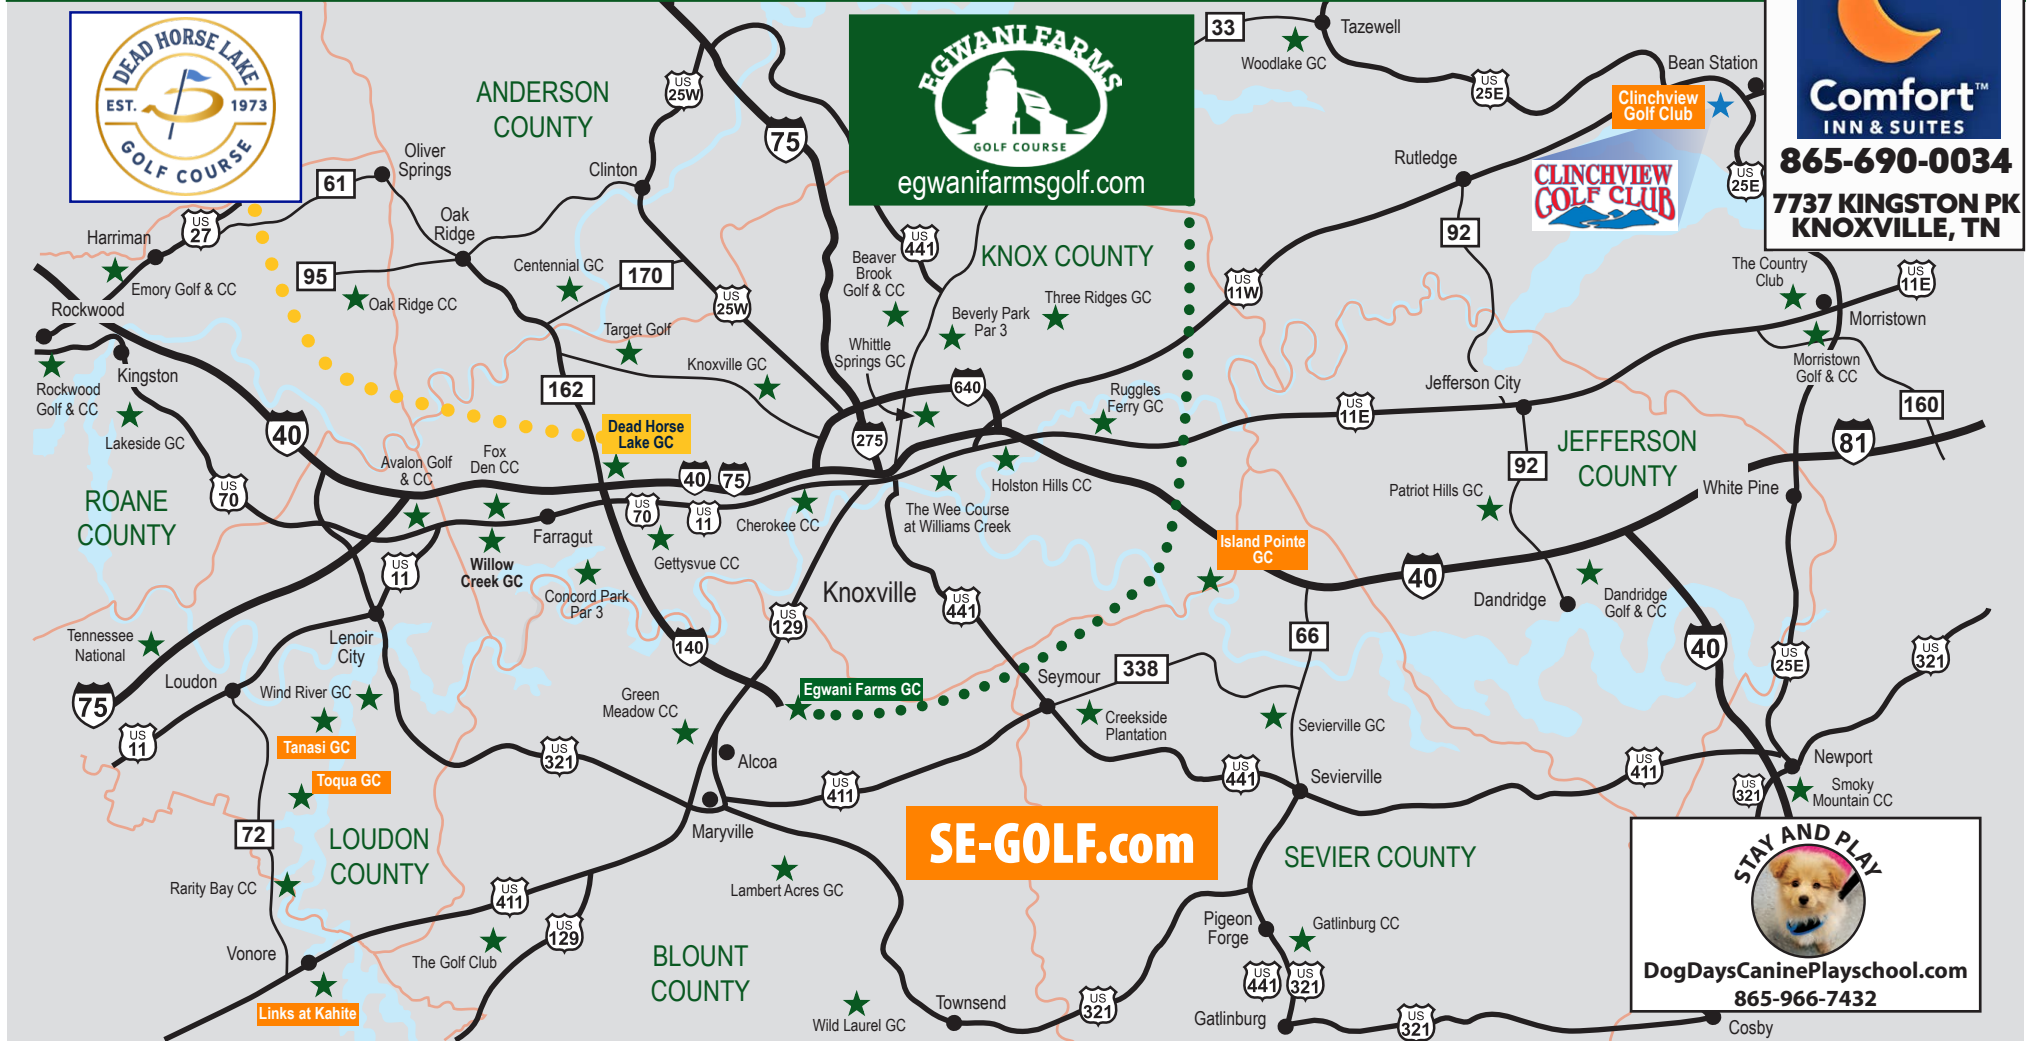 DEAD HORSE LAKE
EST. 1973
GOLF COURSE
EGWANI FARMS
GOLF COURSE
egwanifarmsgolf.com
Comfort™
INN & SUITES
865-690-0034
7737 KINGSTON PK
KNOXVILLE, TN
33
Tazewell
Woodlake GC
US
25E
Bean Station
Clinchview
Golf Club
CLINCHVIEW
GOLF CLUB
US
25E
Rutledge
92
ANDERSON
COUNTY
US
25W
75
Oliver
Springs
61
Clinton
Oak
Ridge
US
27
Harriman
Emory Golf & CC
95
Oak Ridge CC
Centennial GC
170
US
25W
Target Golf
Knoxville GC
162
US
441
Beaver
Brook
Golf & CC
KNOX COUNTY
Three Ridges GC
Beverly Park
Par 3
Whittle
Springs GC
US
11W
The Country
Club
US
11E
Morristown
Morristown
Golf & CC
160
Rockwood
Kingston
Rockwood
Golf & CC
Lakeside GC
40
640
275
Ruggles
Ferry GC
US
11E
Jefferson City
JEFFERSON
COUNTY
81
92
White Pine
Patriot Hills GC
Dead Horse
Lake GC
Avalon Golf
& CC
Fox
Den CC
40
75
US
70
US
11
Cherokee CC
Holston Hills CC
The Wee Course
at Williams Creek
US
70
ROANE
COUNTY
Farragut
Gettysvue CC
Willow
Creek GC
US
11
Concord Park
Par 3
Knoxville
US
129
US
441
Island Pointe
GC
40
Dandridge
Dandridge
Golf & CC
66
40
US
25E
US
321
Tennessee
National
Lenoir
City
140
Loudon
Wind River GC
75
US
11
Tanasi GC
Toqua GC
Green
Meadow CC
Egwani Farms GC
Seymour
338
Creekside
Plantation
Sevierville GC
US
321
Alcoa
US
411
US
441
Sevierville
US
411
Newport
US
321
Smoky
Mountain CC
Maryville
72
LOUDON
COUNTY
Rarity Bay CC
SE-GOLF.com
SEVIER COUNTY
Lambert Acres GC
US
411
US
129
The Golf Club
Vonore
Links at Kahite
BLOUNT
COUNTY
Wild Laurel GC
Townsend
US
321
Pigeon
Forge
Gatlinburg CC
US
441
US
321
Gatlinburg
US
321
Cosby
STAY AND PLAY
DogDaysCaninePlayschool.com
865-966-7432